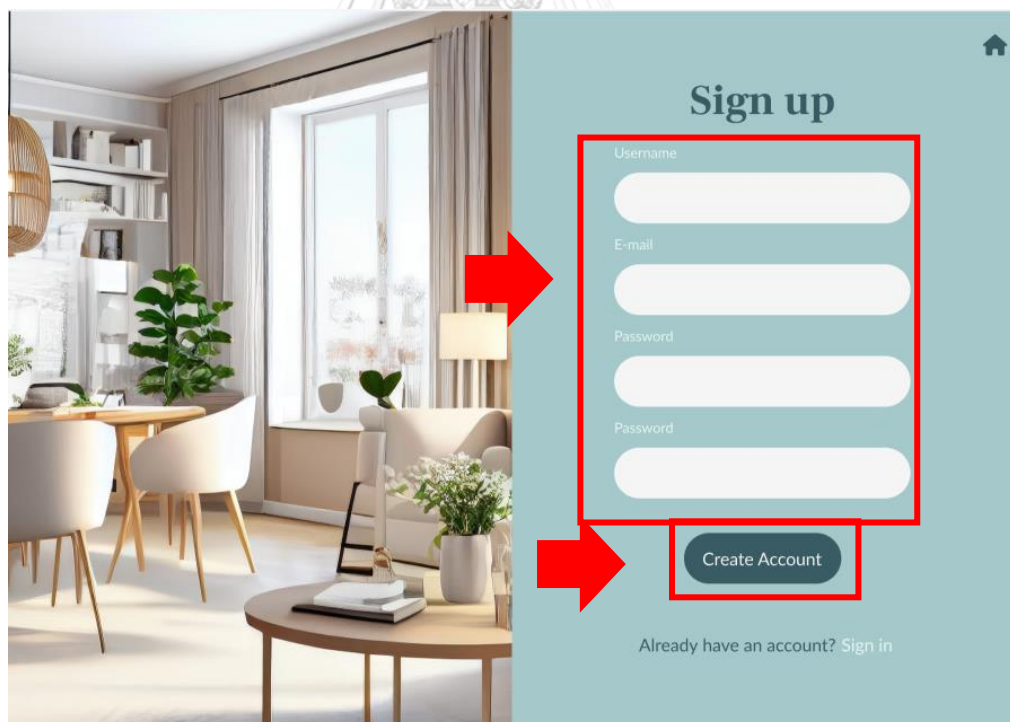 Sign up
Username
E-mail
Password
Password
Create Account
Already have an account? Sign in